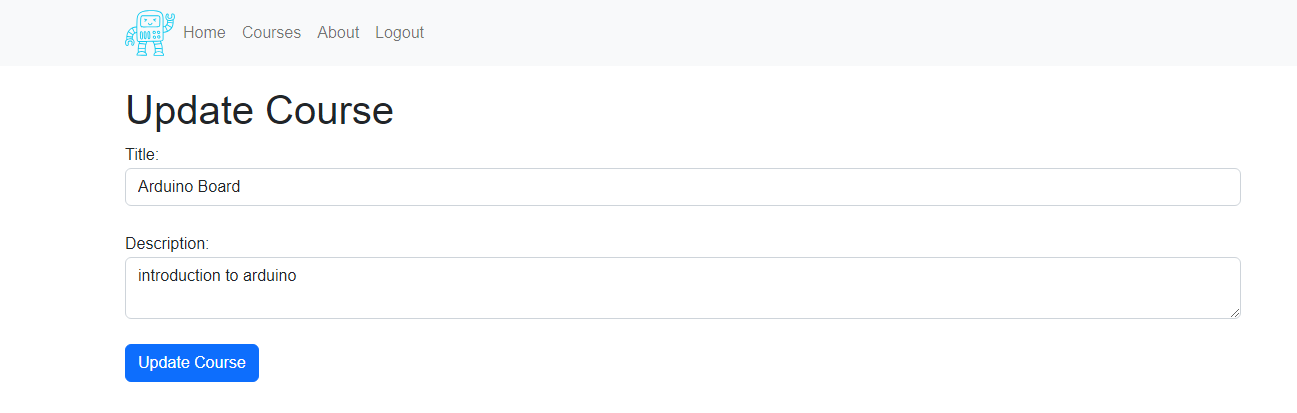 Home Courses About Logout
Update Course
Title:
Arduino Board
Description:
introduction to arduino
Update Course